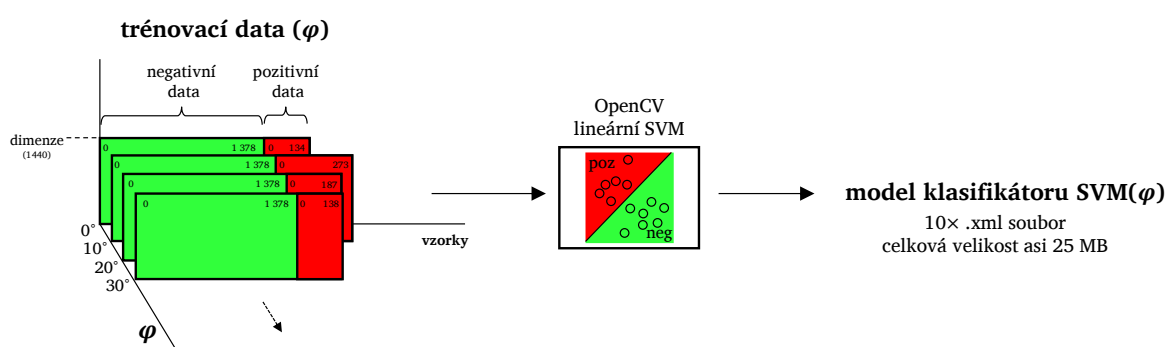 trénovací data (φ)
negativní
data
pozitivní
data
dimenze
(1440)
0 1 378 0 134
0 1 378 0 273
0 1 378 0 187
0 1 378 0 138
0°
10°
20°
30°
φ
vzorky
OpenCV
lineární SVM
poz
neg
model klasifikátoru SVM(φ)
10× .xml soubor
celková velikost asi 25 MB